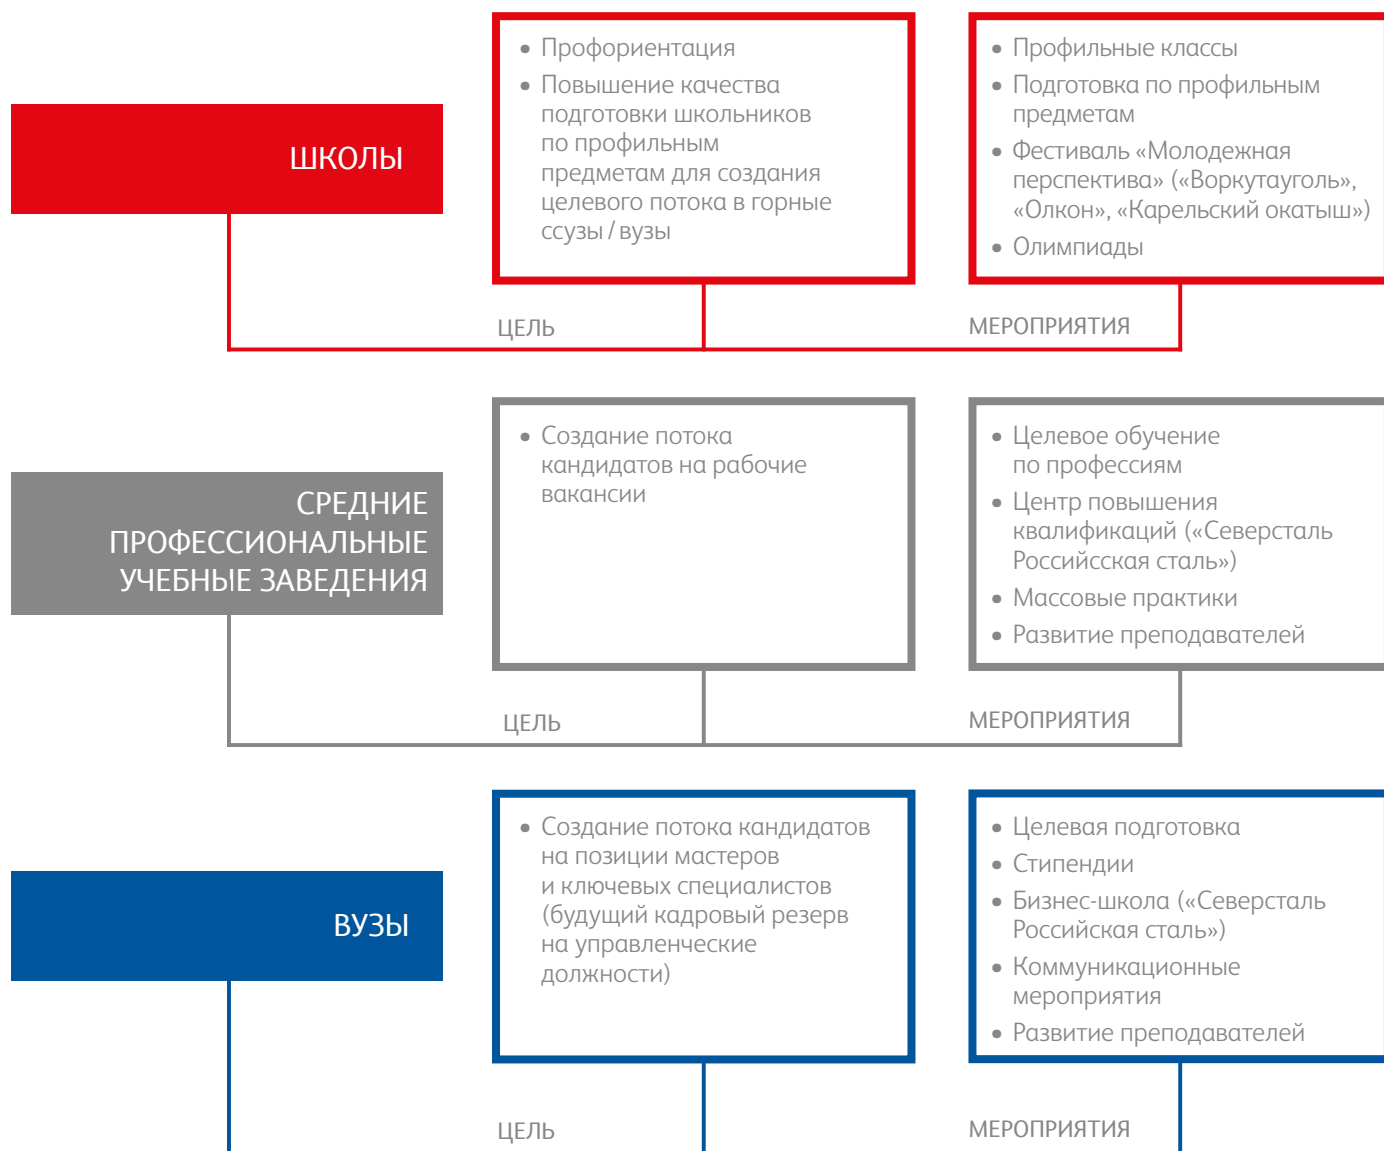 ШКОЛЫ
• Профориентация
• Повышение качества
подготовки школьников
по профильным
предметам для создания
целевого потока в горные
ссузы / вузы
ЦЕЛЬ
• Профильные классы
• Подготовка по профильным
предметам
• Фестиваль «Молодежная
перспектива» («Воркутауголь»,
«Олкон», «Карельский окатыш»)
• Олимпиады
МЕРОПРИЯТИЯ
СРЕДНИЕ
ПРОФЕССИОНАЛЬНЫЕ
УЧЕБНЫЕ ЗАВЕДЕНИЯ
• Создание потока
кандидатов на рабочие
вакансии
ЦЕЛЬ
• Целевое обучение
по профессиям
• Центр повышения
квалификаций («Северсталь
Российсская сталь»)
• Массовые практики
• Развитие преподавателей
МЕРОПРИЯТИЯ
ВУЗЫ
• Создание потока кандидатов
на позиции мастеров
и ключевых специалистов
(будущий кадровый резерв
на управленческие
должности)
ЦЕЛЬ
• Целевая подготовка
• Стипендии
• Бизнес-школа («Северсталь
Российская сталь»)
• Коммуникационные
мероприятия
• Развитие преподавателей
МЕРОПРИЯТИЯ